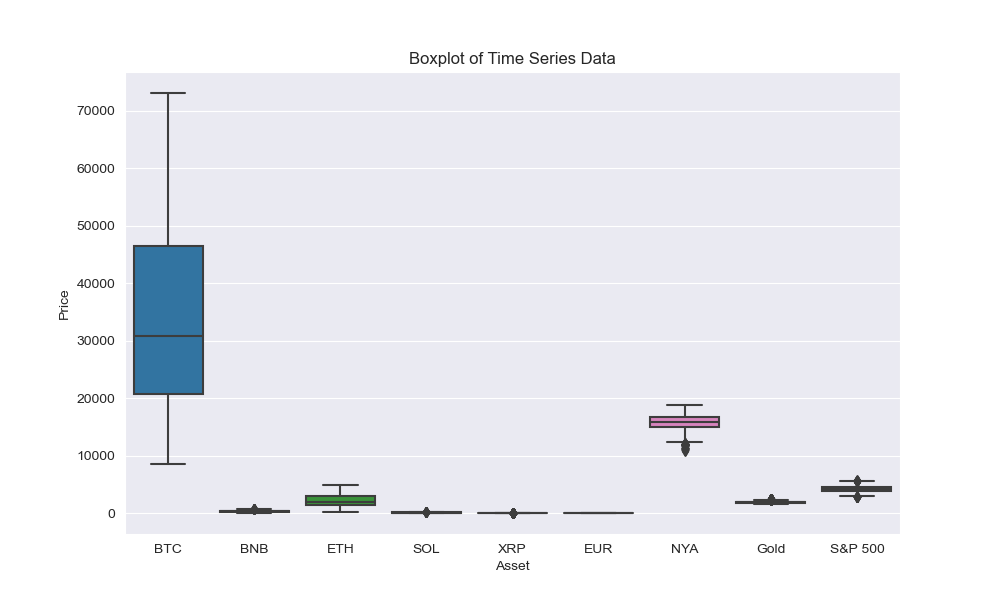 Boxplot of Time Series Data
Price
70000
60000
50000
40000
30000
20000
10000
0
BTC BNB ETH SOL XRP EUR NYA Gold S&P 500
Asset